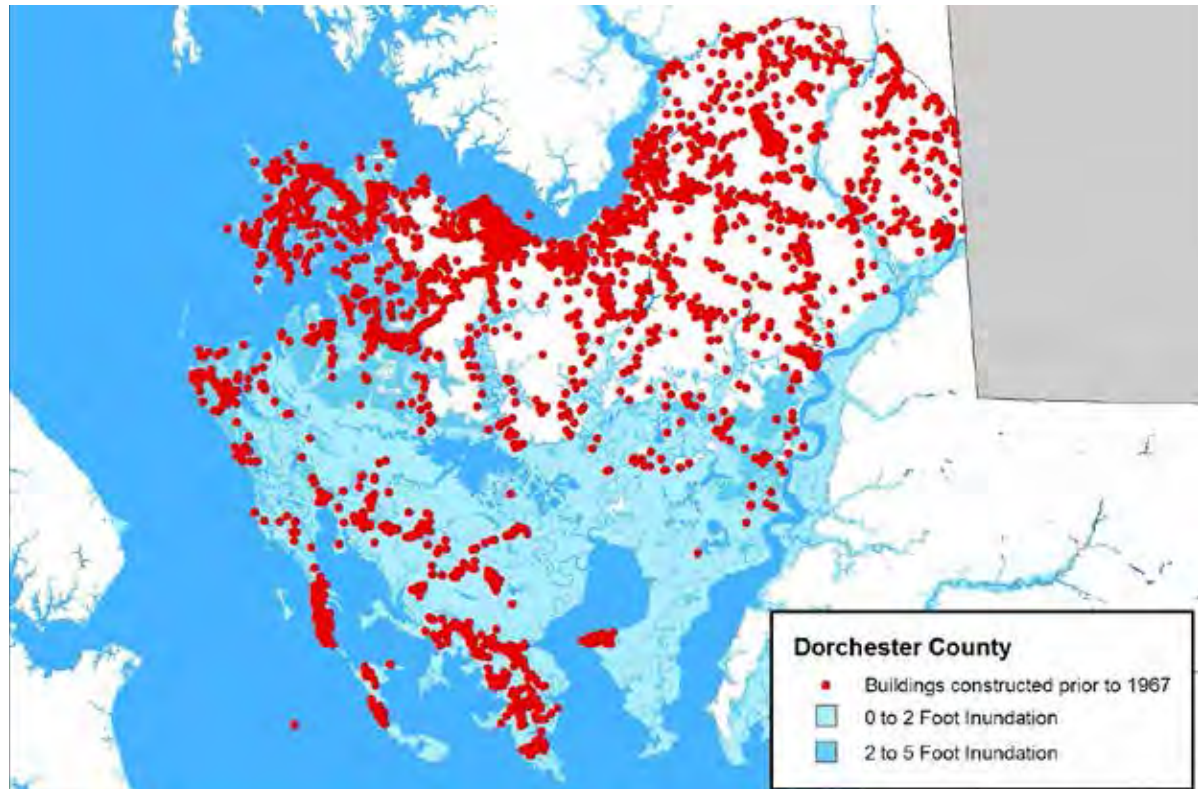 Dorchester County
Buildings constructed prior to 1967
0 to 2 Foot Inundation
2 to 5 Foot Inundation